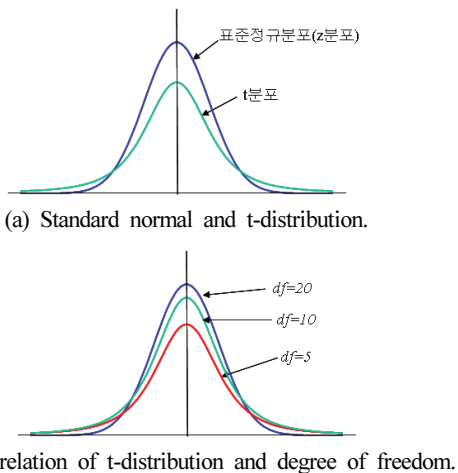 표준정규분포(z분포)
t분포
(a) Standard normal and t-distribution.
df=20
df=10
df=5
relation of t-distribution and degree of freedom.